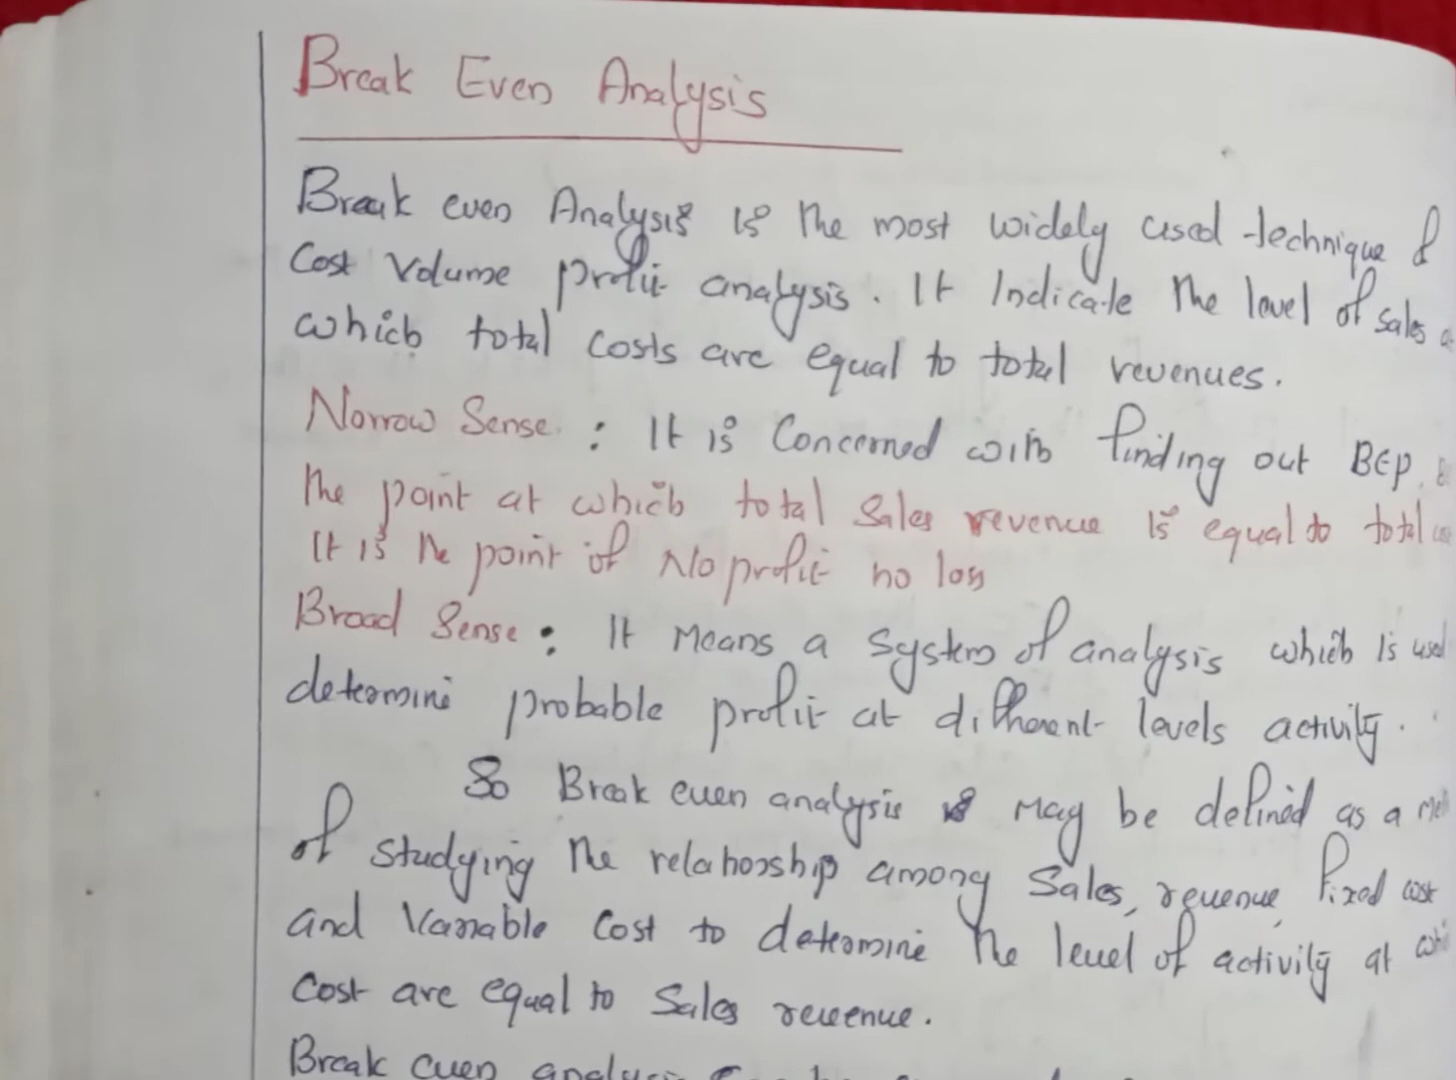 Break Even Analysis
Break even Analysis is the most widely used technique of
Cost Volume profit analysis. It Indicate the level of sales
which total costs are equal to total revenues.
Norrow Sense : It is Concerned with finding out BEP
the point at which total Sales revenue is equal to total
It is the point of No profit no loss
Broad Sense : It Means a System of analysis which is used
determine probable profit at different levels activity.
So Break even analysis may be defined as a
of studying the relationship among Sales, revenue, fixed cost
and Variable Cost to determine the level of activity at
Cost are equal to Sales revenue.
Break even